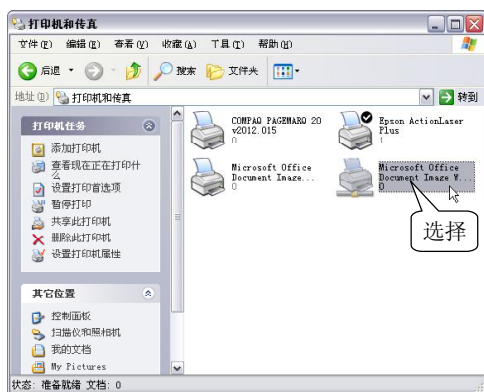 打印机和传真
文件(F) 编辑(E) 查看(V) 收藏(A) 工具(T) 帮助(H)
后退 搜索 文件夹
地址(D) 打印机和传真 转到
打印机任务
添加打印机
查看现在正在打印什
么
设置打印首选项
暂停打印
共享此打印机
删除此打印机
设置打印机属性
其它位置
控制面板
扫描仪和照相机
我的文档
My Pictures
COMPAQ PAGEMARQ 20
v2012.015
0
Epson ActionLaser
Plus
1
Microsoft Office
Document Image...
0
Microsoft Office
Document Image W...
0
选择
状态: 准备就绪 文档: 0